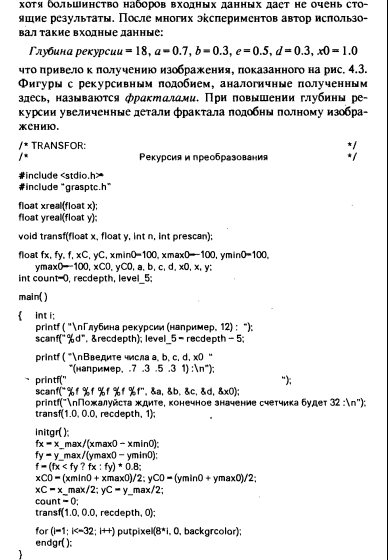 хотя большинство наборов входных данных дает не очень сто-
ящие результаты. После многих экспериментов автор использо-
вал такие входные данные:
Глубина рекурсии = 18, a = 0.7, b = 0.3, e = 0.5, d = 0.3, x0 = 1.0
что привело к получению изображения, показанного на рис. 4.3.
Фигуры с рекурсивным подобием, аналогичные полученным
здесь, называются фракталами. При повышении глубины ре-
курсии увеличенные детали фрактала подобны полному изобра-
жению.
/* TRANSFOR: */
/* Рекурсия и преобразования */
#include <stdio.h>
#include "grasptc.h"
float xreal(float x);
float yreal(float y);
void transf(float x, float y, int n, int prescan);
float fx, fy, f, xC, yC, xmin0=100, xmax0=-100, ymin0=100,
ymax0=-100, xC0, yC0, a, b, c, d, x0, x, y;
int count=0, recdepth, level_5;
main()
{ int i;
printf ( "\nГлубина рекурсии (например, 12) : ");
scanf("%d", &recdepth); level_5 = recdepth - 5;
printf ( "\nВведите числа a, b, c, d, x0 "
"(например, .7 .3 .5 .3 1) :\n");
printf(" ");
scanf("%f %f %f %f %f", &a, &b, &c, &d, &x0);
printf("\nПожалуйста ждите, конечное значение счетчика будет 32 :\n");
transf(1.0, 0.0, recdepth, 1);
initgr();
fx = x_max/(xmax0 - xmin0);
fy = y_max/(ymax0 - ymin0);
f = (fx < fy ? fx : fy) * 0.8;
xC0 = (xmin0 + xmax0)/2; yC0 = (ymin0 + ymax0)/2;
xC = x_max/2; yC = y_max/2;
count = 0;
transf(1.0, 0.0, recdepth, 0);
for (i=1; i<=32; i++) putpixel(8*i, 0, backgrcolor);
endgr();
}